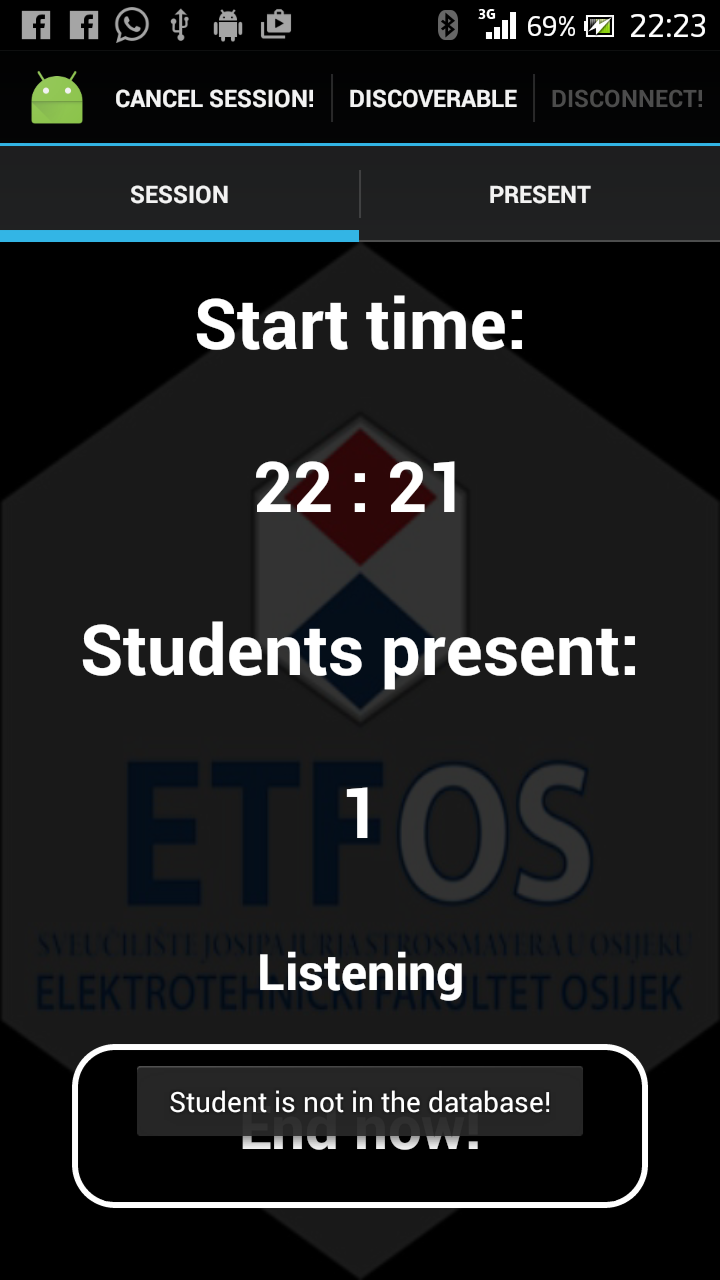 3G 69% 22:23
CANCEL SESSION! DISCOVERABLE DISCONNECT!
SESSION PRESENT
Start time:
22 : 21
Students present:
1
ETFOS
SVEUČILIŠTE JOSIPA JURJA STROSSMAYERA U OSIJEKU
Listening
ELEKTROTEHNIČKI FAKULTET OSIJEK
Student is not in the database!
End now!